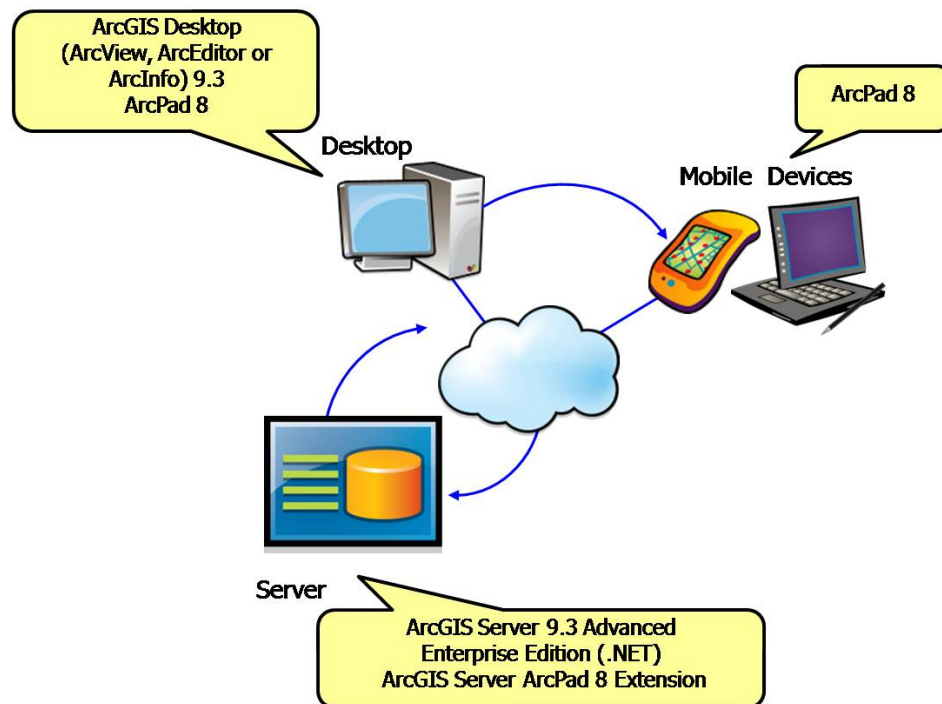 ArcGIS Desktop
(ArcView, ArcEditor or
ArcInfo) 9.3
ArcPad 8
ArcPad 8
Desktop
Mobile Devices
Server
ArcGIS Server 9.3 Advanced
Enterprise Edition (.NET)
ArcGIS Server ArcPad 8 Extension